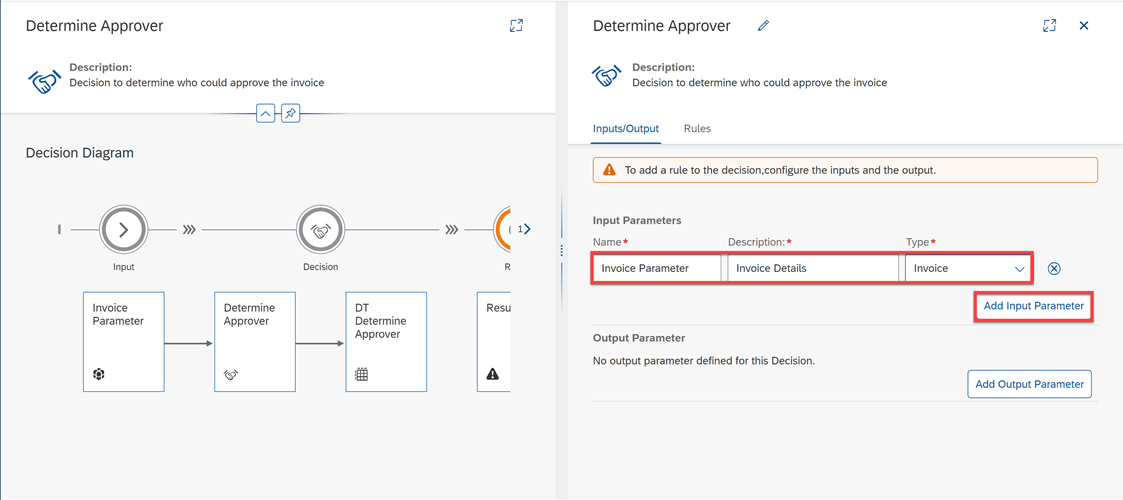 Determine Approver
Description:
Decision to determine who could approve the invoice
Decision Diagram
1
Input
Decision
R
Invoice
Parameter
Determine
Approver
DT
Determine
Approver
Resu
Determine Approver
Description:
Decision to determine who could approve the invoice
Inputs/Output
Rules
To add a rule to the decision,configure the inputs and the output.
Input Parameters
Name*
Description: *
Type*
Invoice Parameter
Invoice Details
Invoice
Add Input Parameter
Output Parameter
No output parameter defined for this Decision.
Add Output Parameter